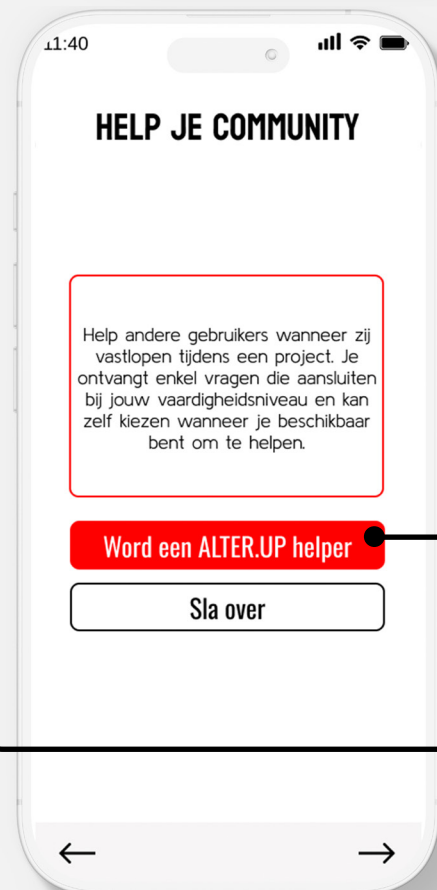 11:40
HELP JE COMMUNITY
Help andere gebruikers wanneer zij
vastlopen tijdens een project. Je
ontvangt enkel vragen die aansluiten
bij jouw vaardigheidsniveau en kan
zelf kiezen wanneer je beschikbaar
bent om te helpen.
Word een ALTER.UP helper
Sla over